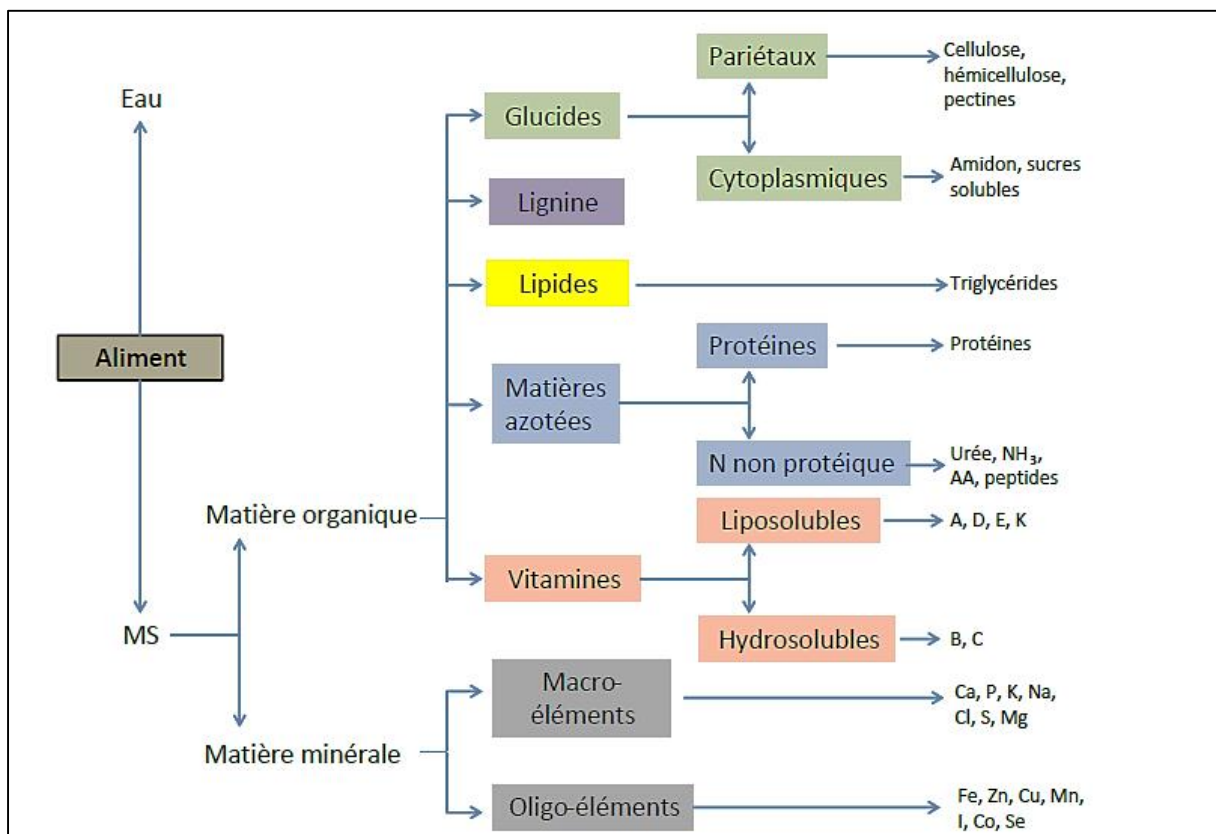 Eau
Aliment
MS
Matière organique
Matière minérale
Glucides
Pariétaux
Cellulose,
hémicellulose,
pectines
Cytoplasmiques
Amidon, sucres
solubles
Lignine
Lipides
Triglycérides
Matières
azotées
Protéines
Protéines
N non protéique
Urée, NH₃,
AA, peptides
Vitamines
Liposolubles
A, D, E, K
Hydrosolubles
B, C
Macro-
éléments
Ca, P, K, Na,
Cl, S, Mg
Oligo-éléments
Fe, Zn, Cu, Mn,
I, Co, Se